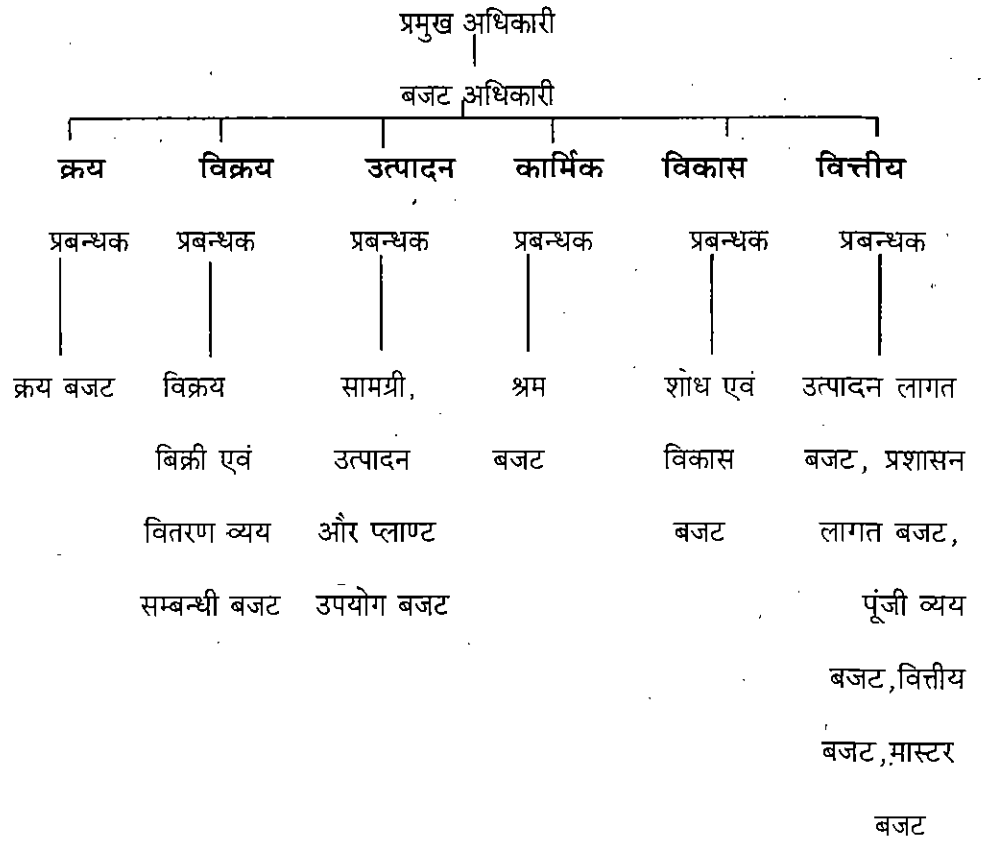 प्रमुख अधिकारी
बजट अधिकारी
क्रय विक्रय उत्पादन कार्मिक विकास वित्तीय
प्रबन्धक प्रबन्धक प्रबन्धक प्रबन्धक प्रबन्धक प्रबन्धक
क्रय बजट विक्रय सामग्री, श्रम शोध एवं उत्पादन लागत
बिक्री एवं उत्पादन बजट विकास बजट, प्रशासन
वितरण व्यय और प्लाण्ट बजट लागत बजट,
सम्बन्धी बजट उपयोग बजट पूंजी व्यय
बजट,वित्तीय
बजट,मास्टर
बजट